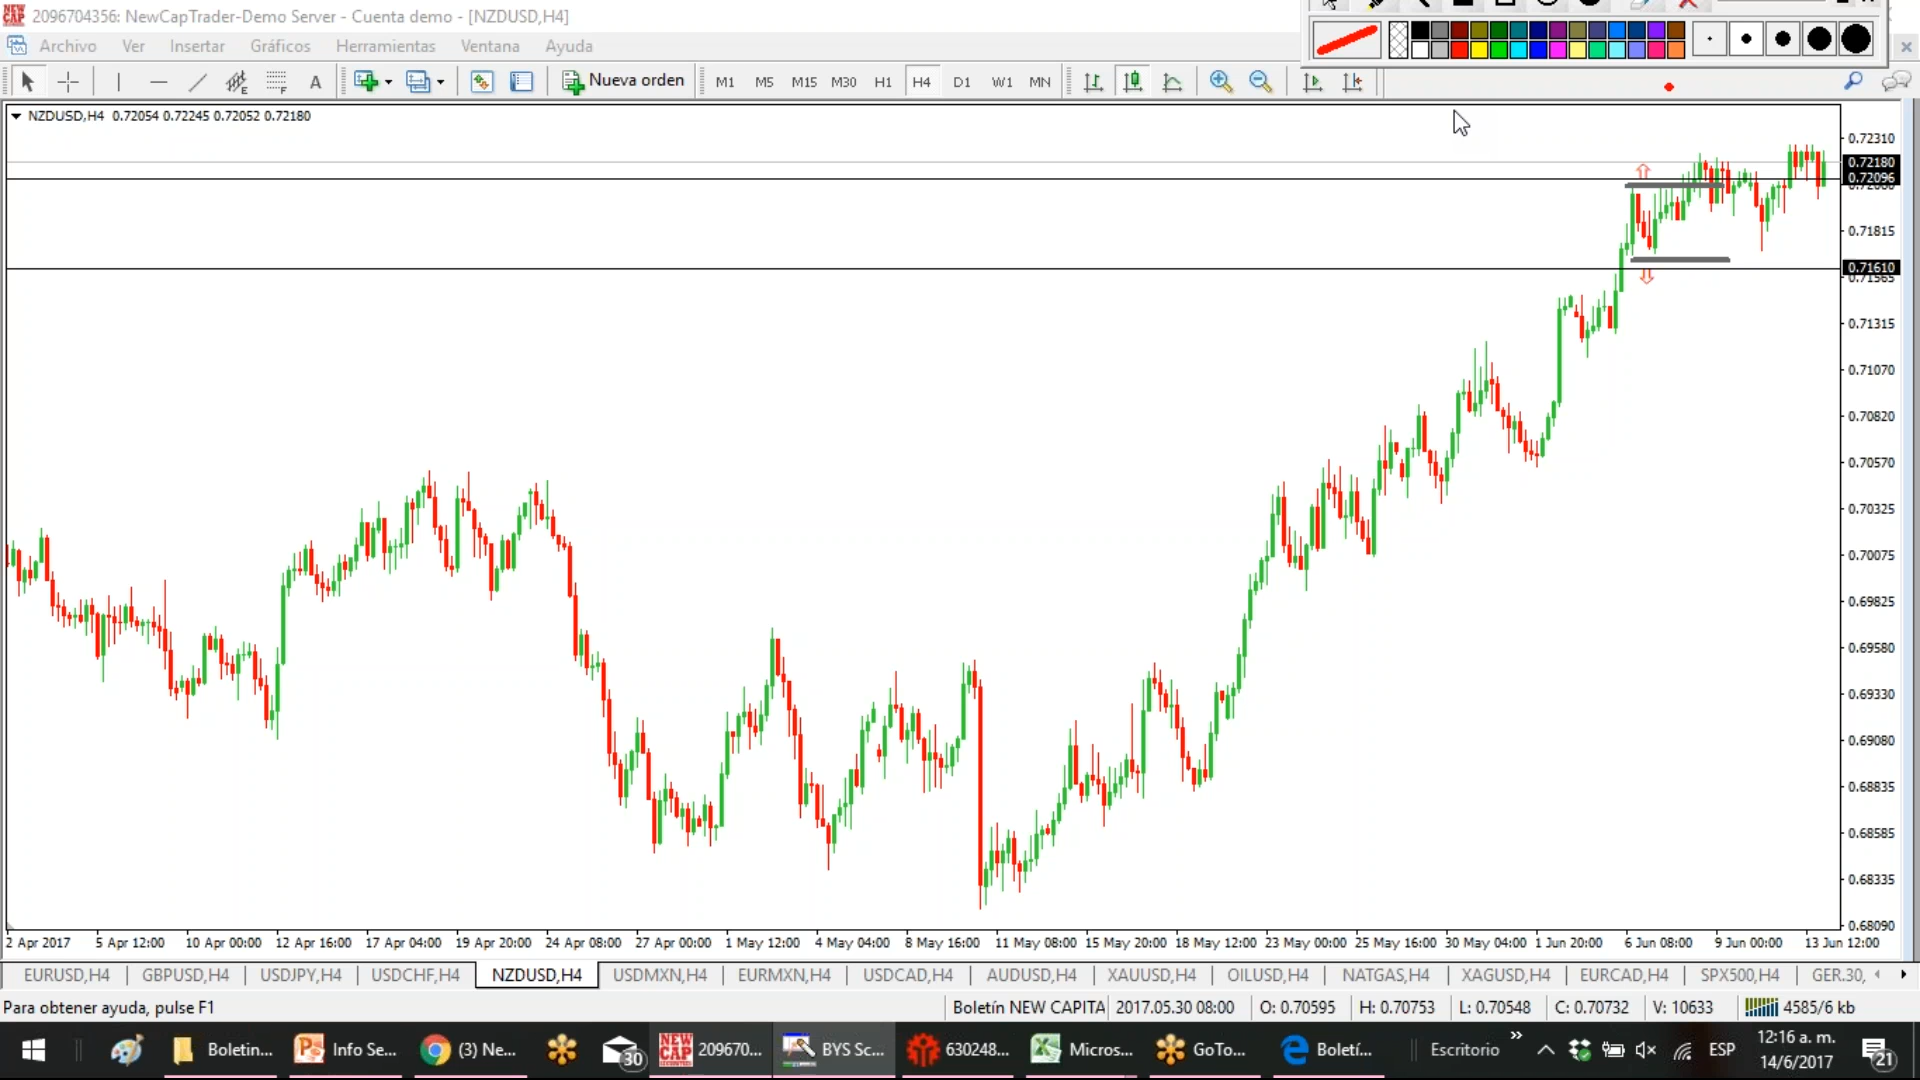 NEW CAP 2096704356: NewCapTrader-Demo Server - Cuenta demo - [NZDUSD,H4]
Archivo Ver Insertar Gráficos Herramientas Ventana Ayuda
E F A Nueva orden M1 M5 M15 M30 H1 H4 D1 W1 MN
NZDUSD,H4 0.72054 0.72245 0.72052 0.72180
0.72310
0.72180
0.72096
0.71815
0.71610
0.71565
0.71315
0.71070
0.70820
0.70570
0.70325
0.70075
0.69825
0.69580
0.69330
0.69080
0.68835
0.68585
0.68335
0.68090
2 Apr 2017 5 Apr 12:00 10 Apr 00:00 12 Apr 16:00 17 Apr 04:00 19 Apr 20:00 24 Apr 08:00 27 Apr 00:00 1 May 12:00 4 May 04:00 8 May 16:00 11 May 08:00 15 May 20:00 18 May 12:00 23 May 00:00 25 May 16:00 30 May 04:00 1 Jun 20:00 6 Jun 08:00 9 Jun 00:00 13 Jun 12:00
EURUSD,H4 GBPUSD,H4 USDJPY,H4 USDCHF,H4 NZDUSD,H4 USDMXN,H4 EURMXN,H4 USDCAD,H4 AUDUSD,H4 XAUUSD,H4 OILUSD,H4 NATGAS,H4 XAGUSD,H4 EURCAD,H4 SPX500,H4 GER.30,
Para obtener ayuda, pulse F1 Boletín NEW CAPITA 2017.05.30 08:00 O: 0.70595 H: 0.70753 L: 0.70548 C: 0.70732 V: 10633 4585/6 kb
Boletin... Info Se... (3) Ne... 30 NEW CAP 209670... BYS Sc... 630248... Micros... GoTo... Boletí... Escritorio » ESP 12:16 a. m. 21
14/6/2017